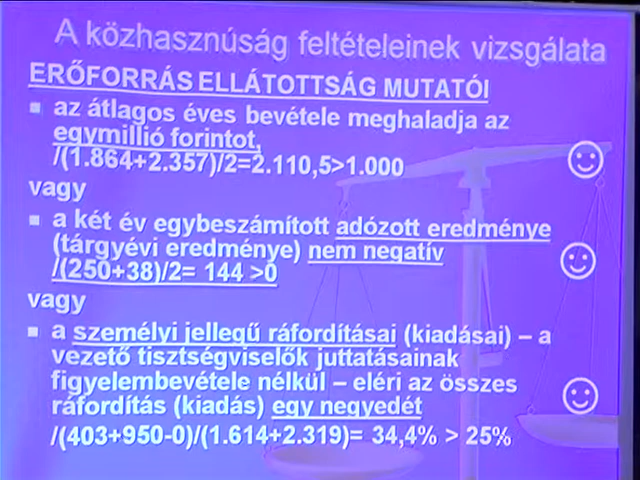 A közhasznúság feltételeinek vizsgálata
ERŐFORRÁS ELLÁTOTTSÁG MUTATÓI
▪ az átlagos éves bevétele meghaladja az
egymillió forintot,
/(1.864+2.357)/2=2.110,5>1.000
vagy
▪ a két év egybeszámított adózott eredménye
(tárgyévi eredménye) nem negatív
/(250+38)/2= 144 >0
vagy
▪ a személyi jellegű ráfordításai (kiadásai) – a
vezető tisztségviselők juttatásainak
figyelembevétele nélkül – eléri az összes
ráfordítás (kiadás) egy negyedét
/(403+950-0)/(1.614+2.319)= 34,4% > 25%